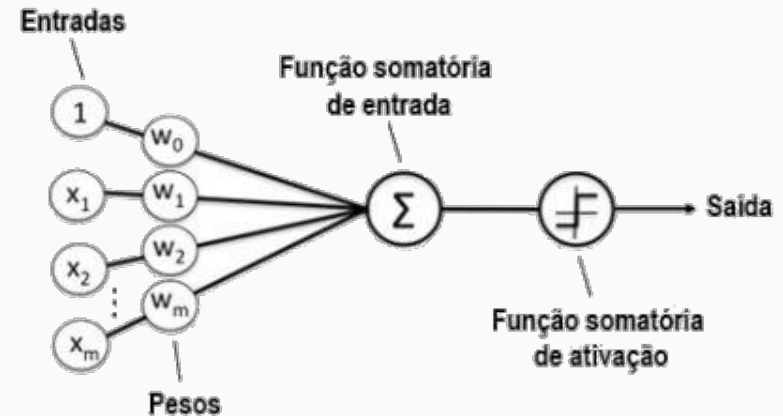 Entradas
Função somatória
de entrada
1
w0
x1
w1
x2
w2
⋮
xm
wm
Σ
Saída
Função somatória
de ativação
Pesos